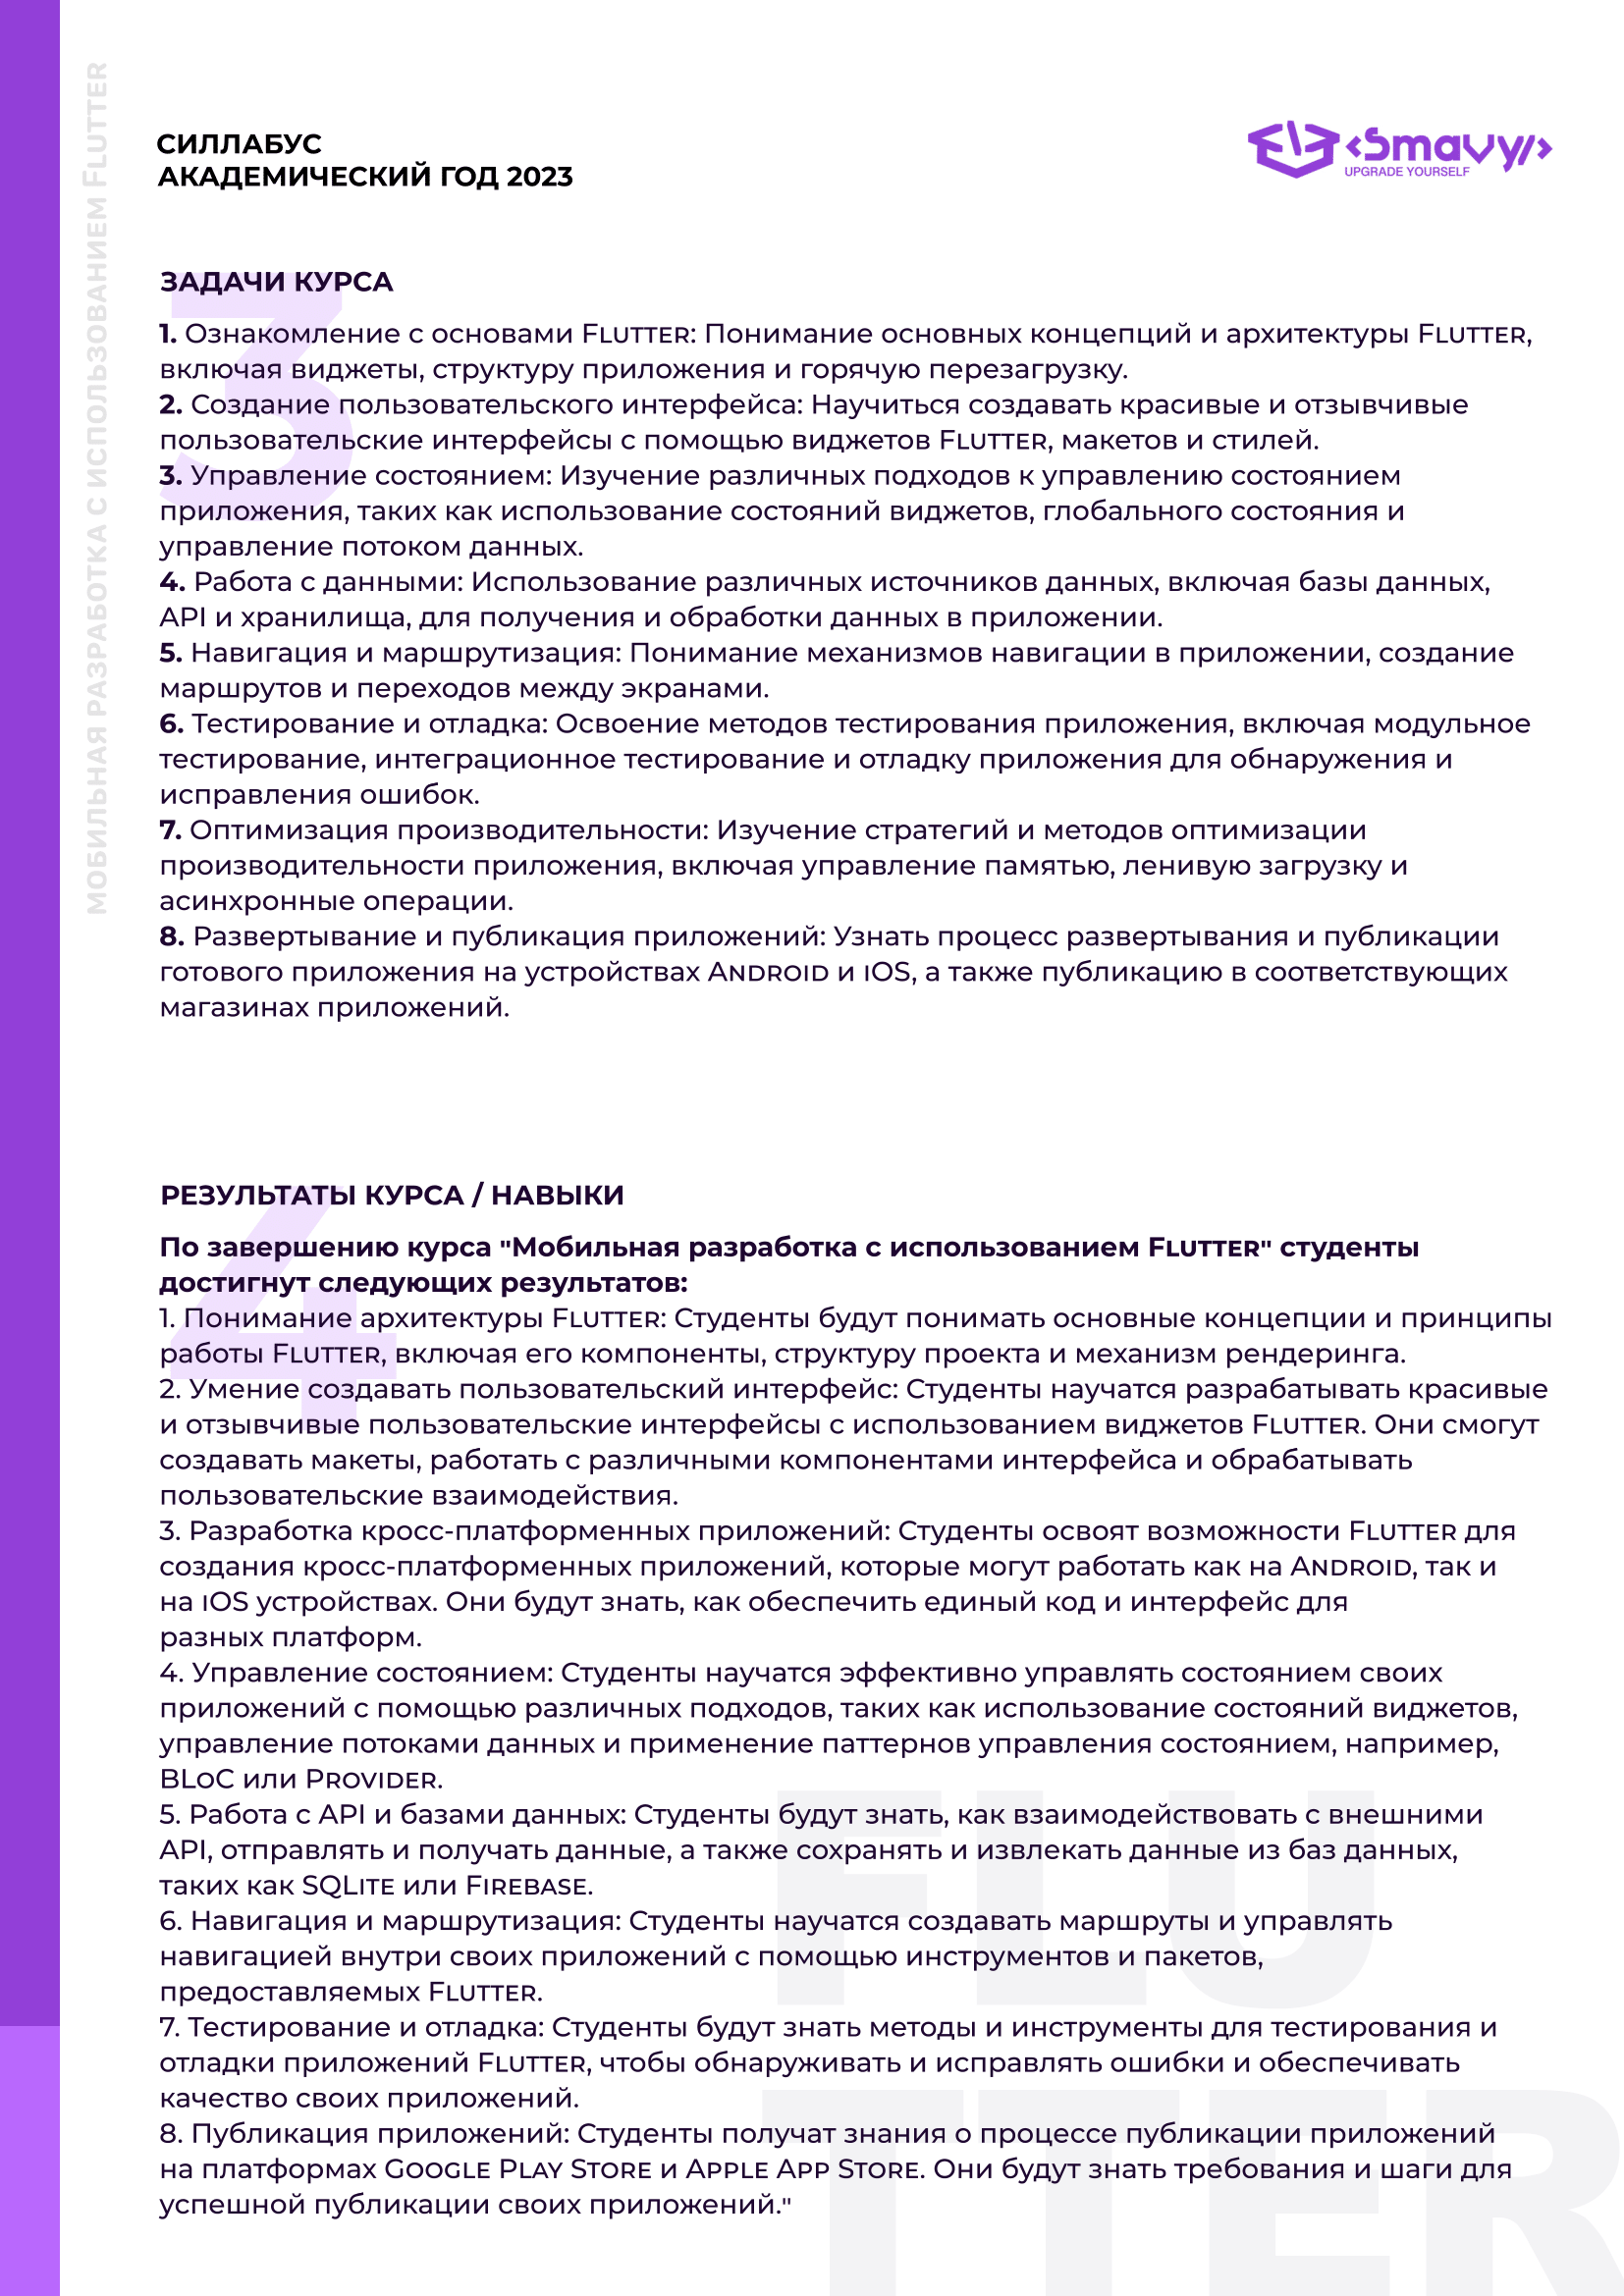 СИЛЛАБУС
АКАДЕМИЧЕСКИЙ ГОД 2023
<Smavy/>
UPGRADE YOURSELF
МОБИЛЬНАЯ РАЗРАБОТКА С ИСПОЛЬЗОВАНИЕМ FLUTTER
3
ЗАДАЧИ КУРСА
1. Ознакомление с основами Flutter: Понимание основных концепций и архитектуры Flutter,
включая виджеты, структуру приложения и горячую перезагрузку.
2. Создание пользовательского интерфейса: Научиться создавать красивые и отзывчивые
пользовательские интерфейсы с помощью виджетов Flutter, макетов и стилей.
3. Управление состоянием: Изучение различных подходов к управлению состоянием
приложения, таких как использование состояний виджетов, глобального состояния и
управление потоком данных.
4. Работа с данными: Использование различных источников данных, включая базы данных,
API и хранилища, для получения и обработки данных в приложении.
5. Навигация и маршрутизация: Понимание механизмов навигации в приложении, создание
маршрутов и переходов между экранами.
6. Тестирование и отладка: Освоение методов тестирования приложения, включая модульное
тестирование, интеграционное тестирование и отладку приложения для обнаружения и
исправления ошибок.
7. Оптимизация производительности: Изучение стратегий и методов оптимизации
производительности приложения, включая управление памятью, ленивую загрузку и
асинхронные операции.
8. Развертывание и публикация приложений: Узнать процесс развертывания и публикации
готового приложения на устройствах Android и iOS, а также публикацию в соответствующих
магазинах приложений.
4
РЕЗУЛЬТАТЫ КУРСА / НАВЫКИ
По завершению курса "Мобильная разработка с использованием Flutter" студенты
достигнут следующих результатов:
1. Понимание архитектуры Flutter: Студенты будут понимать основные концепции и принципы
работы Flutter, включая его компоненты, структуру проекта и механизм рендеринга.
2. Умение создавать пользовательский интерфейс: Студенты научатся разрабатывать красивые
и отзывчивые пользовательские интерфейсы с использованием виджетов Flutter. Они смогут
создавать макеты, работать с различными компонентами интерфейса и обрабатывать
пользовательские взаимодействия.
3. Разработка кросс-платформенных приложений: Студенты освоят возможности Flutter для
создания кросс-платформенных приложений, которые могут работать как на Android, так и
на iOS устройствах. Они будут знать, как обеспечить единый код и интерфейс для
разных платформ.
4. Управление состоянием: Студенты научатся эффективно управлять состоянием своих
приложений с помощью различных подходов, таких как использование состояний виджетов,
управление потоками данных и применение паттернов управления состоянием, например,
BLoC или Provider.
5. Работа с API и базами данных: Студенты будут знать, как взаимодействовать с внешними
API, отправлять и получать данные, а также сохранять и извлекать данные из баз данных,
таких как SQLite или Firebase.
6. Навигация и маршрутизация: Студенты научатся создавать маршруты и управлять
навигацией внутри своих приложений с помощью инструментов и пакетов,
предоставляемых Flutter.
7. Тестирование и отладка: Студенты будут знать методы и инструменты для тестирования и
отладки приложений Flutter, чтобы обнаруживать и исправлять ошибки и обеспечивать
качество своих приложений.
8. Публикация приложений: Студенты получат знания о процессе публикации приложений
на платформах Google Play Store и Apple App Store. Они будут знать требования и шаги для
успешной публикации своих приложений."
FLU
TTER